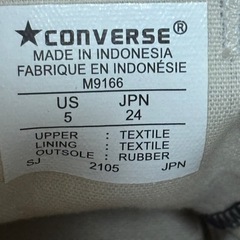 ★CONVERSE®
MADE IN INDONESIA
FABRIQUE EN INDONÉSIE
M9166
US JPN
5 24
UPPER : TEXTILE
LINING : TEXTILE
OUTSOLE : RUBBER
SJ 2105 JPN